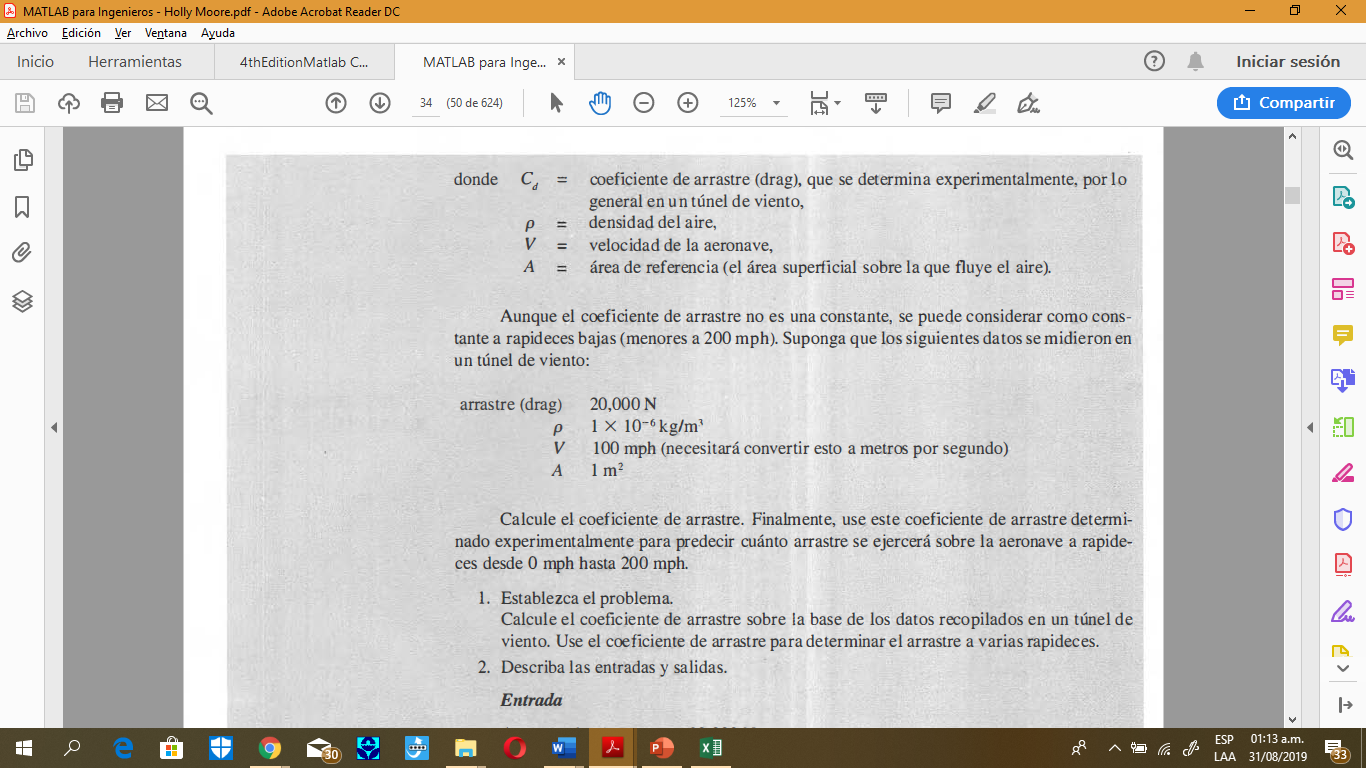 MATLAB para Ingenieros - Holly Moore.pdf - Adobe Acrobat Reader DC
Archivo Edición Ver Ventana Ayuda
Inicio Herramientas 4thEditionMatlab C... MATLAB para Inge... × Iniciar sesión
34 (50 de 624) 125% Compartir
donde C_d = coeficiente de arrastre (drag), que se determina experimentalmente, por lo
general en un túnel de viento,
ρ = densidad del aire,
V = velocidad de la aeronave,
A = área de referencia (el área superficial sobre la que fluye el aire).
Aunque el coeficiente de arrastre no es una constante, se puede considerar como cons-
tante a rapideces bajas (menores a 200 mph). Suponga que los siguientes datos se midieron en
un túnel de viento:
arrastre (drag) 20,000 N
ρ 1 × 10⁻⁶ kg/m³
V 100 mph (necesitará convertir esto a metros por segundo)
A 1 m²
Calcule el coeficiente de arrastre. Finalmente, use este coeficiente de arrastre determi-
nado experimentalmente para predecir cuánto arrastre se ejercerá sobre la aeronave a rapide-
ces desde 0 mph hasta 200 mph.
1. Establezca el problema.
Calcule el coeficiente de arrastre sobre la base de los datos recopilados en un túnel de
viento. Use el coeficiente de arrastre para determinar el arrastre a varias rapideces.
2. Describa las entradas y salidas.
Entrada
30 ESP 01:13 a.m.
LAA 31/08/2019 33